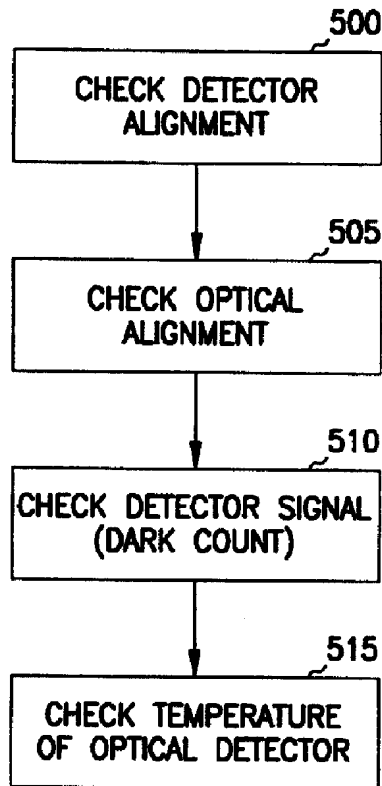 500
CHECK DETECTOR
ALIGNMENT
505
CHECK OPTICAL
ALIGNMENT
510
CHECK DETECTOR SIGNAL
(DARK COUNT)
515
CHECK TEMPERATURE
OF OPTICAL DETECTOR